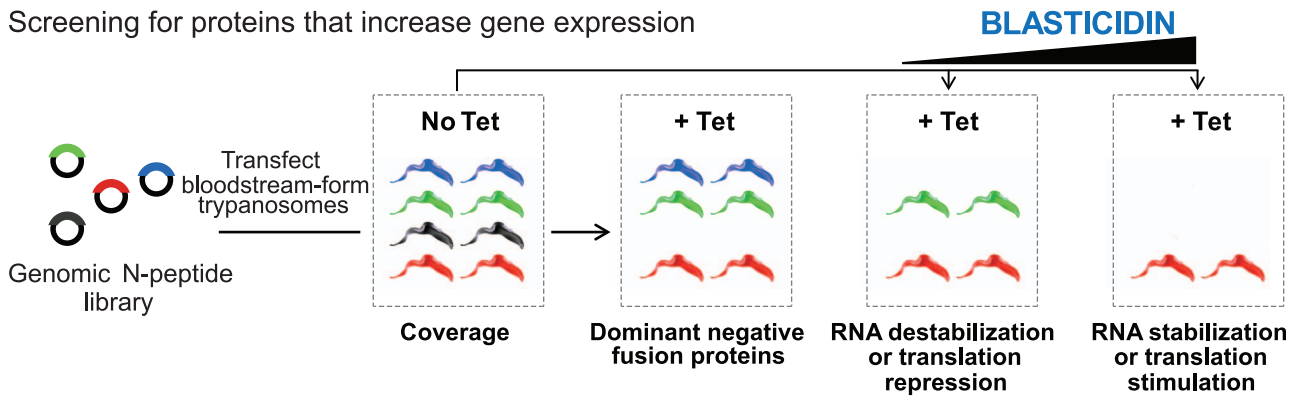 Screening for proteins that increase gene expression
BLASTICIDIN
No Tet
+ Tet
+ Tet
+ Tet
Transfect
bloodstream-form
trypanosomes
Genomic N-peptide
library
Coverage
Dominant negative
fusion proteins
RNA destabilization
or translation
repression
RNA stabilization
or translation
stimulation